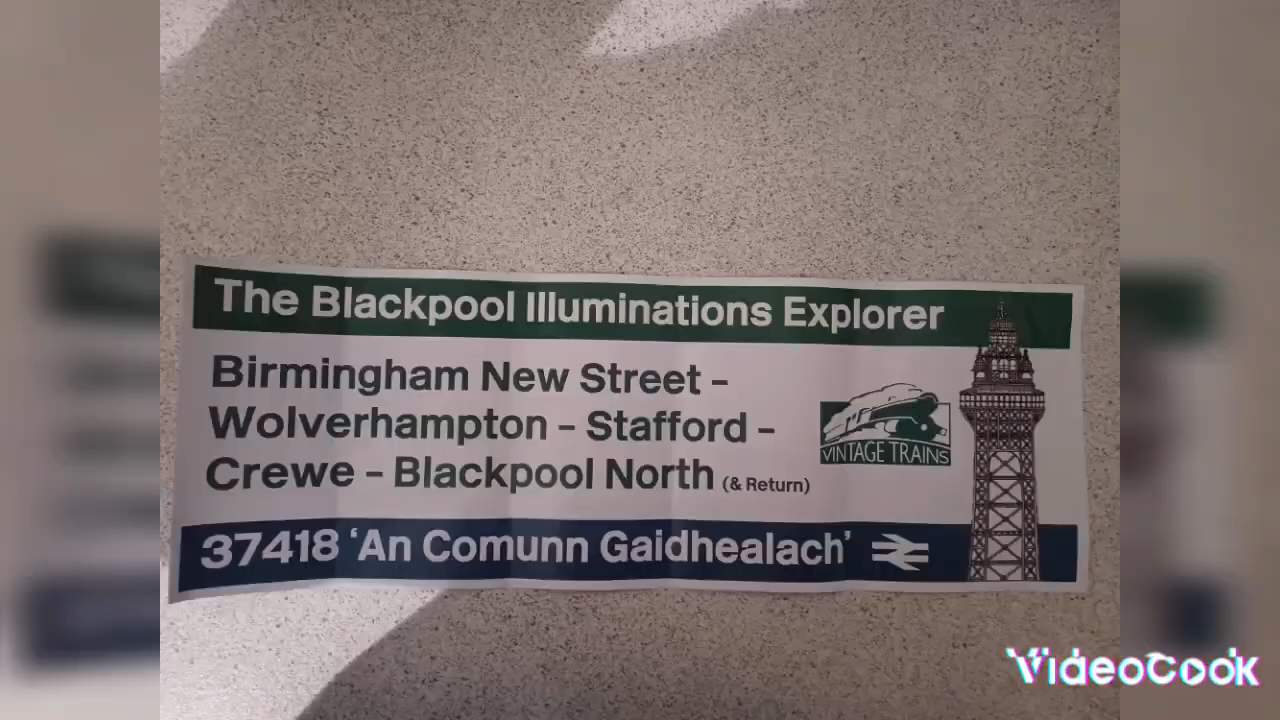 The Blackpool Illuminations Explorer
Birmingham New Street -
Wolverhampton - Stafford -
Crewe - Blackpool North (& Return)
VINTAGE TRAINS
37418 ‘An Comunn Gaidhealach’
VideoCook